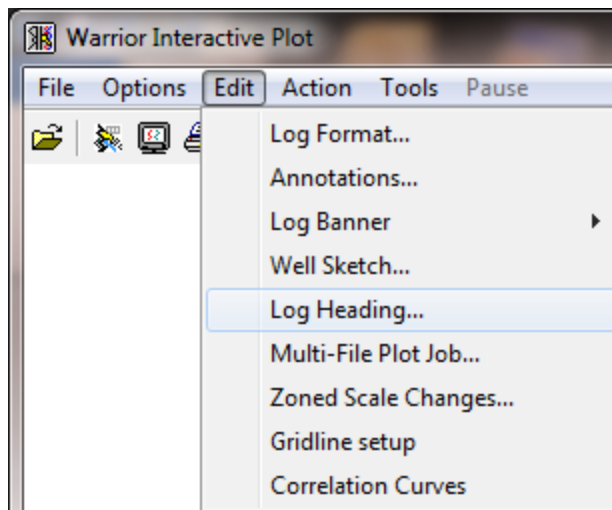 Warrior Interactive Plot
File Options Edit Action Tools Pause
Log Format...
Annotations...
Log Banner
Well Sketch...
Log Heading...
Multi-File Plot Job...
Zoned Scale Changes...
Gridline setup
Correlation Curves